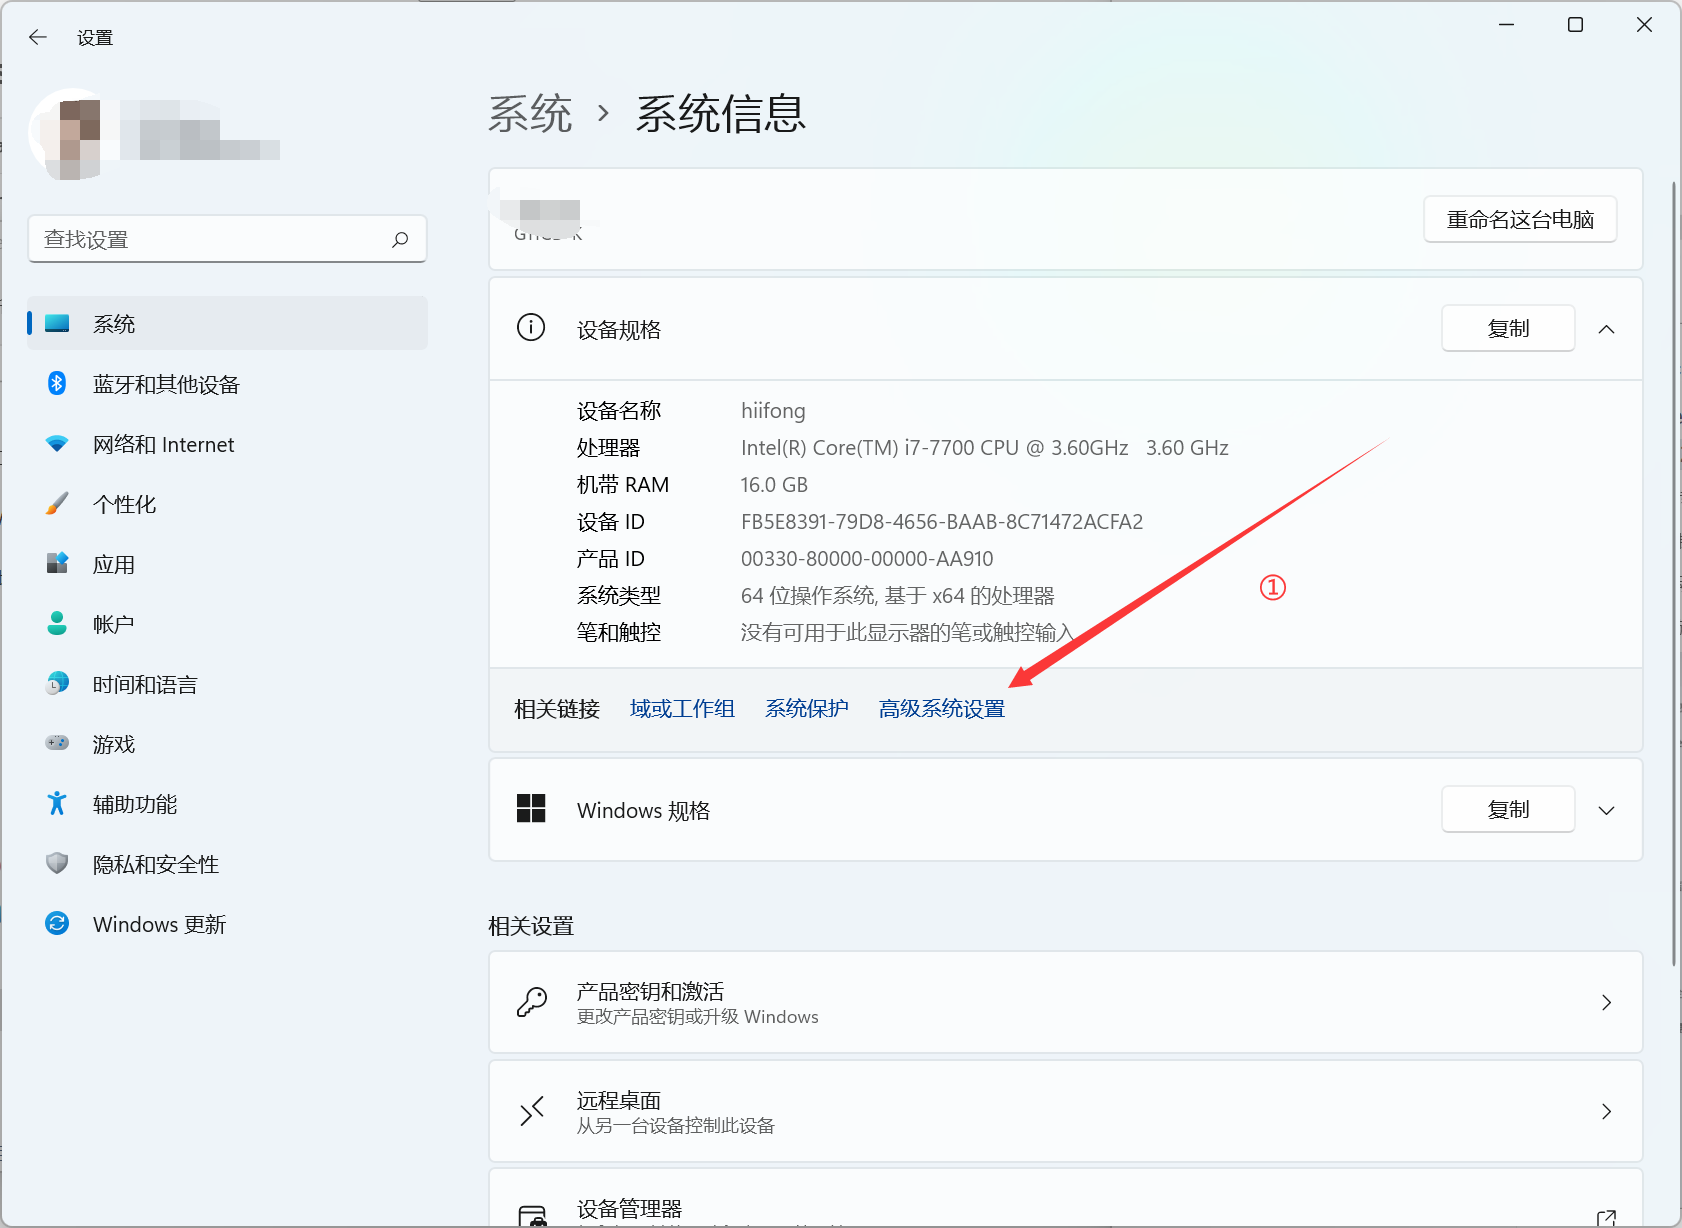 设置
系统 › 系统信息
查找设置
系统
蓝牙和其他设备
网络和 Internet
个性化
应用
帐户
时间和语言
游戏
辅助功能
隐私和安全性
Windows 更新
重命名这台电脑
设备规格
复制
设备名称 hiifong
处理器 Intel(R) Core(TM) i7-7700 CPU @ 3.60GHz 3.60 GHz
机带 RAM 16.0 GB
设备 ID FB5E8391-79D8-4656-BAAB-8C71472ACFA2
产品 ID 00330-80000-00000-AA910
系统类型 64 位操作系统, 基于 x64 的处理器
笔和触控 没有可用于此显示器的笔或触控输入
①
相关链接 域或工作组 系统保护 高级系统设置
Windows 规格
复制
相关设置
产品密钥和激活
更改产品密钥或升级 Windows
远程桌面
从另一台设备控制此设备
设备管理器